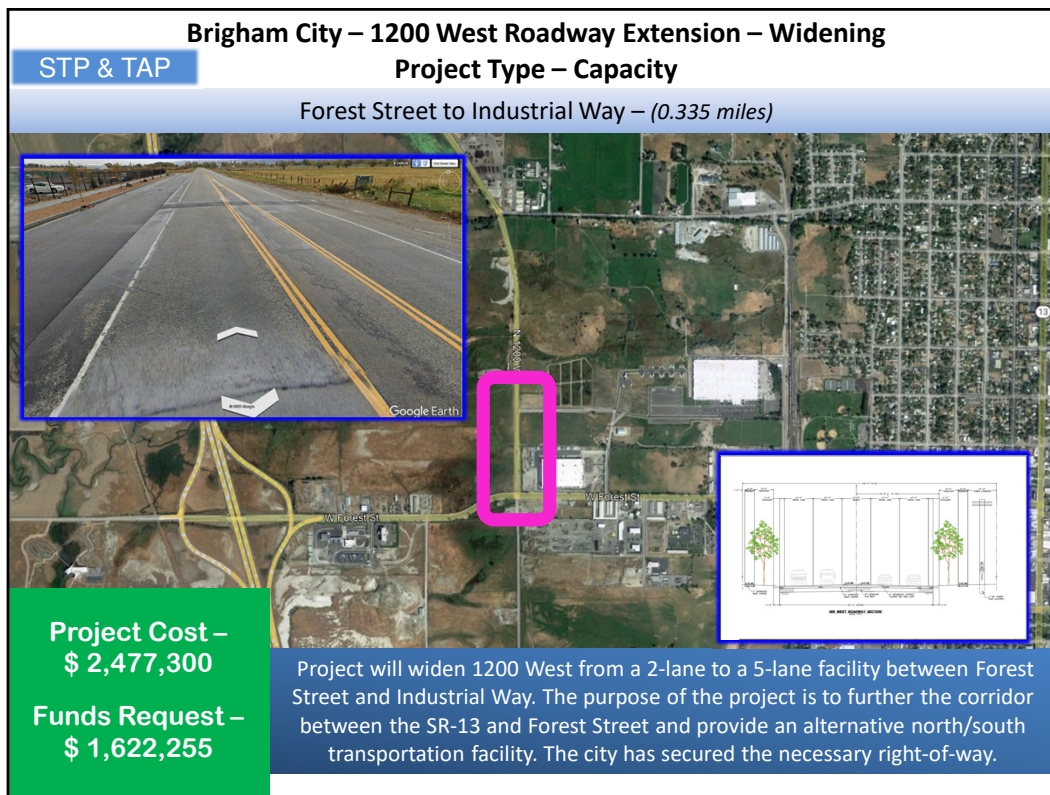 Brigham City – 1200 West Roadway Extension – Widening
Project Type – Capacity
STP & TAP
Forest Street to Industrial Way – (0.335 miles)
Google Earth
N 1200 W
13
W Forest St
W Forest St
Project Cost –
$ 2,477,300
Funds Request –
$ 1,622,255
Project will widen 1200 West from a 2-lane to a 5-lane facility between Forest
Street and Industrial Way. The purpose of the project is to further the corridor
between the SR-13 and Forest Street and provide an alternative north/south
transportation facility. The city has secured the necessary right-of-way.